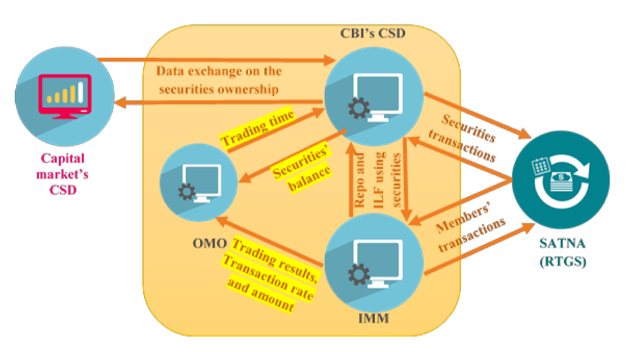 CBI's CSD
Data exchange on the
securities ownership
Trading time
Securities'
balance
Securities
transactions
Capital
market's
CSD
Repo and
ILF using
securities
Members'
transactions
OMO
SATNA
(RTGS)
Trading results,
Transaction rate
and amount
IMM